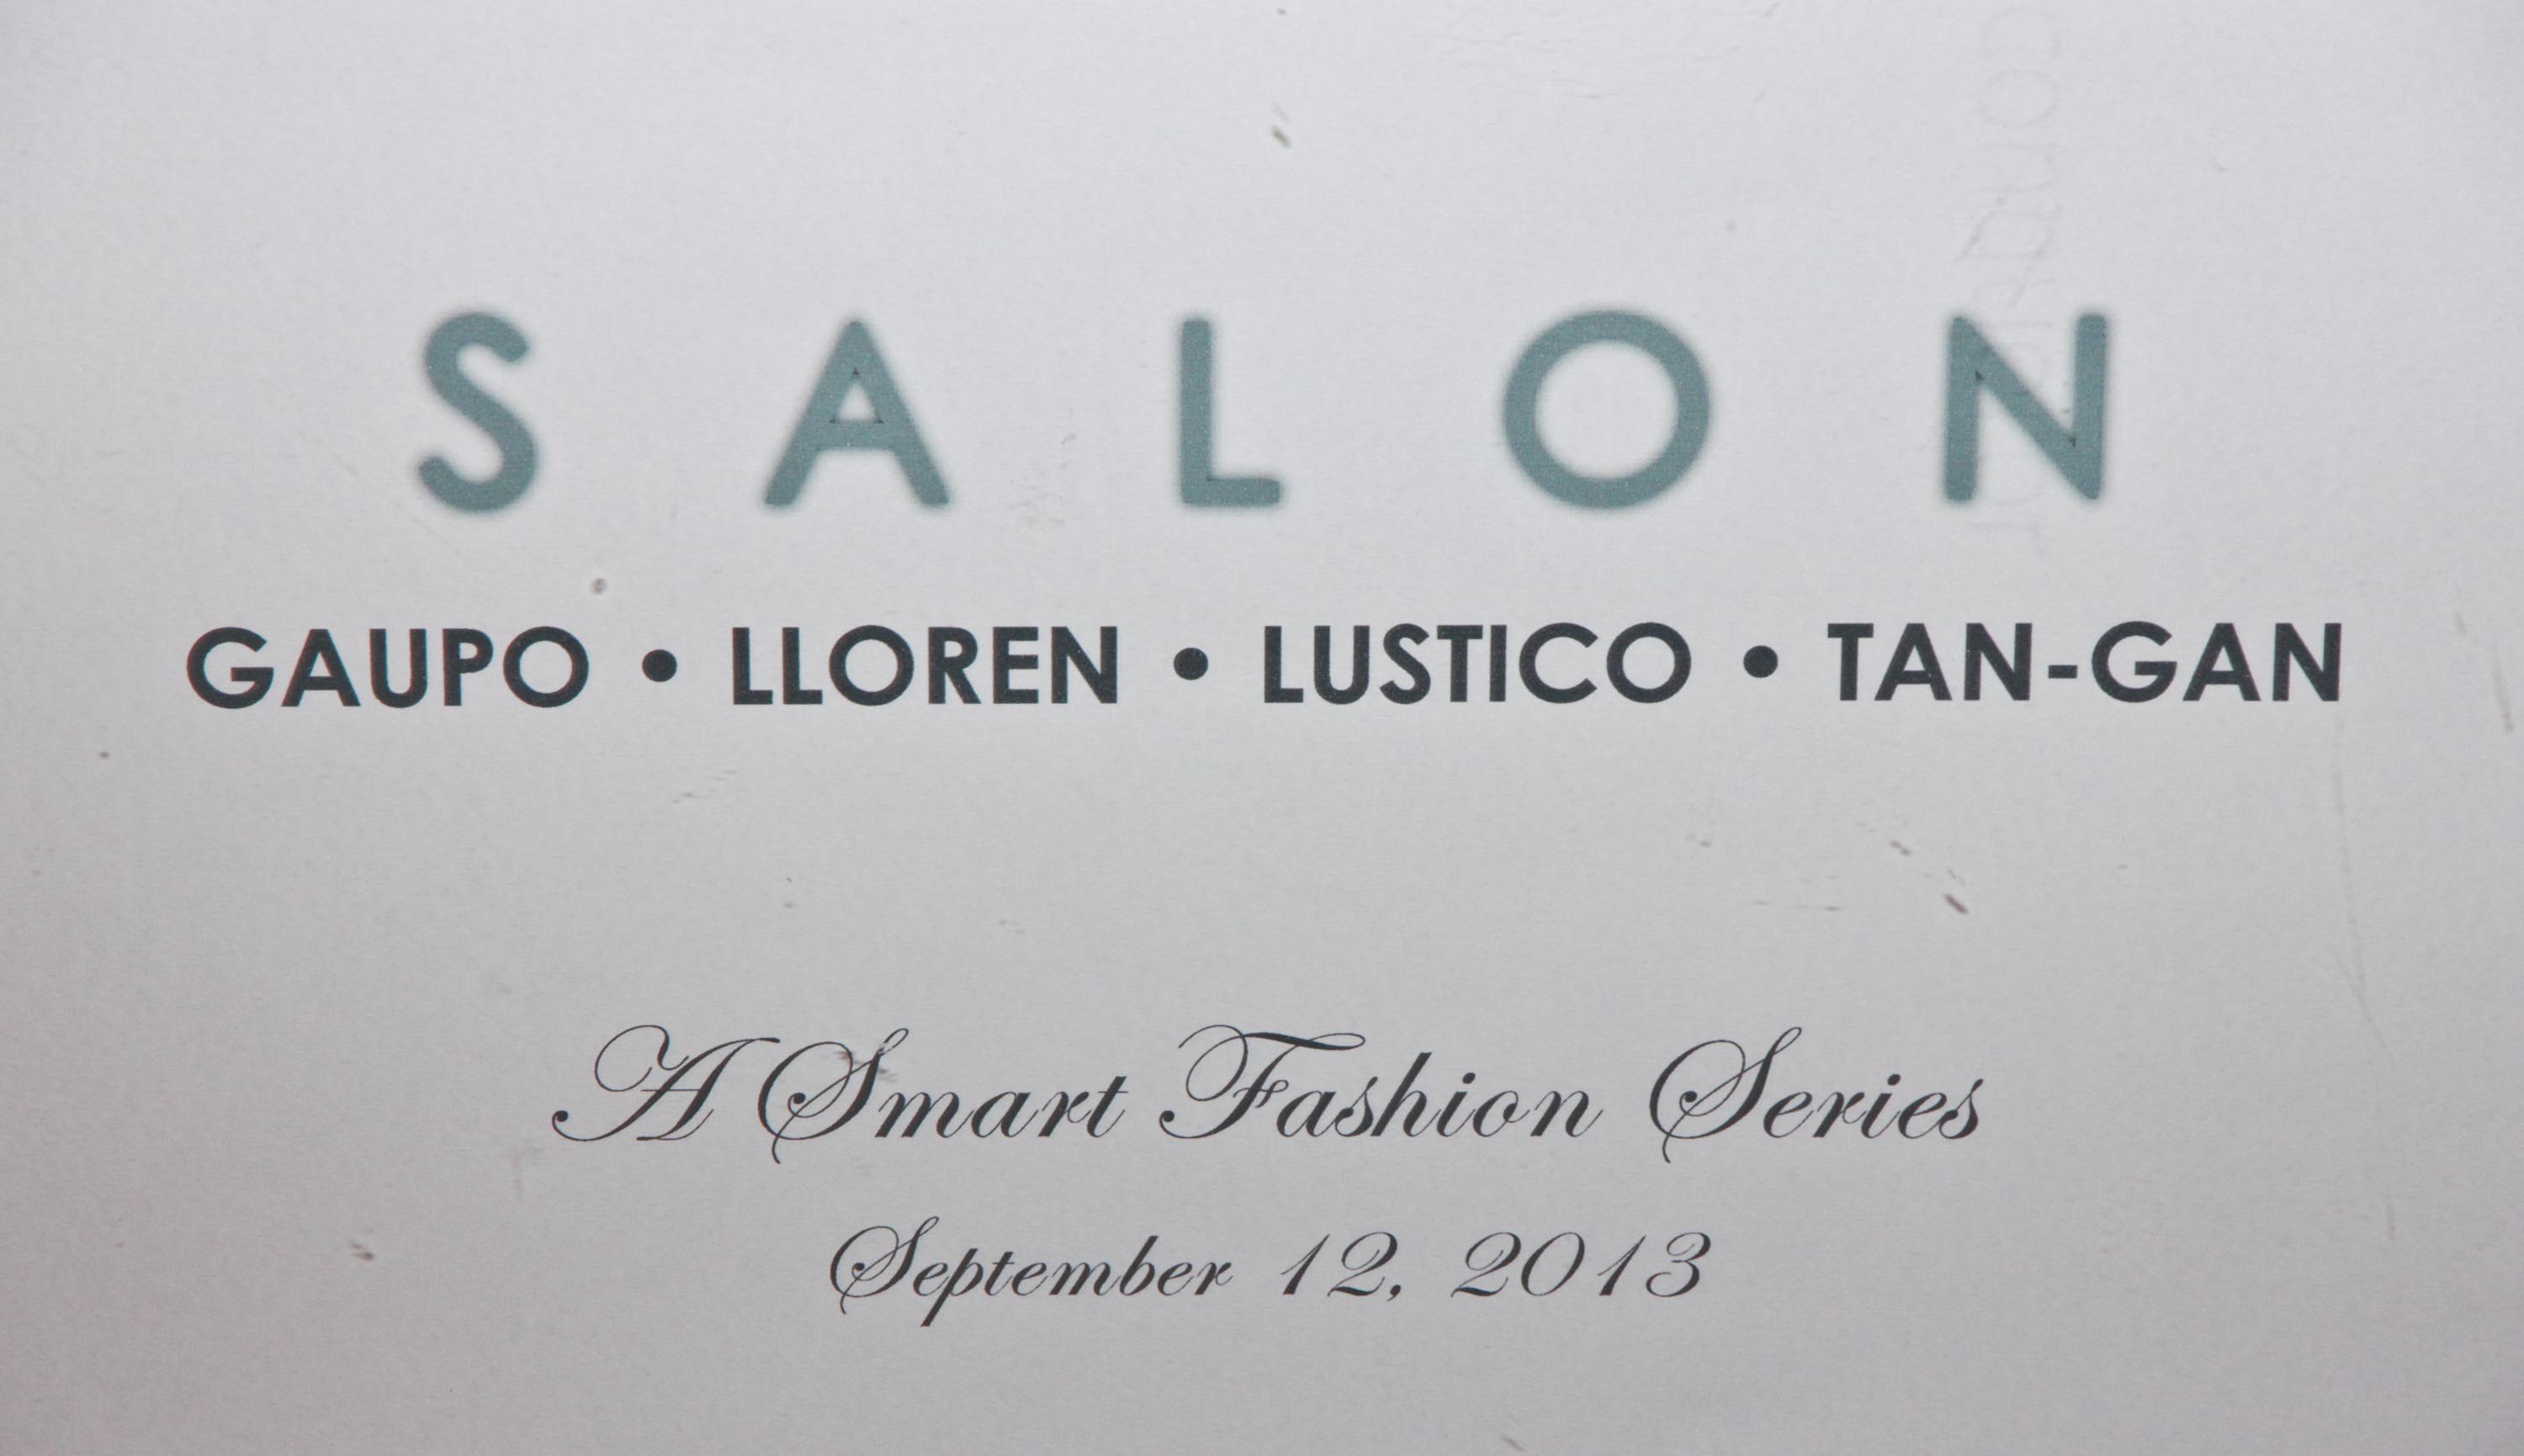 SALON
GAUPO • LLOREN • LUSTICO • TAN-GAN
A Smart Fashion Series
September 12, 2013